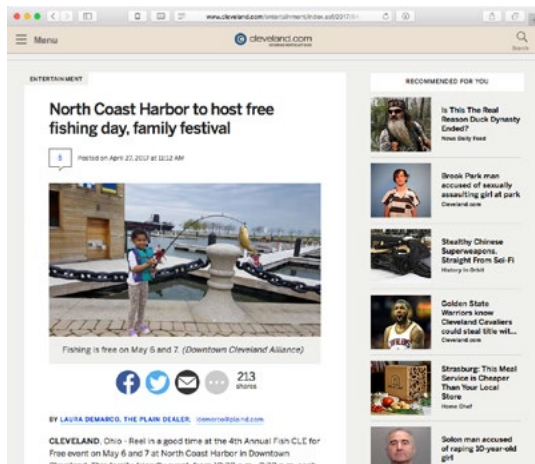 www.cleveland.com/entertainment/index.ssf/2017/04
Menu
cleveland.com
Search
ENTERTAINMENT
North Coast Harbor to host free
fishing day, family festival
Posted on April 27, 2017 at 11:12 AM
Fishing is free on May 6 and 7. (Downtown Cleveland Alliance)
213
shares
BY LAURA DEMARCO, THE PLAIN DEALER, ldemarco@plaind.com
CLEVELAND, Ohio - Reel in a good time at the 4th Annual Fish CLE for
Free event on May 6 and 7 at North Coast Harbor in Downtown
RECOMMENDED FOR YOU
Is This The Real
Reason Duck Dynasty
Ended?
News Daily Feed
Brook Park man
accused of sexually
assaulting girl at park
Cleveland.com
Stealthy Chinese
Superweapons,
Straight From Sci-Fi
History In Orbit
Golden State
Warriors know
Cleveland Cavaliers
could steal title wit...
Cleveland.com
Strasburg: This Meal
Service is Cheaper
Than Your Local
Store
Home Chef
Solon man accused
of raping 10-year-old
girl